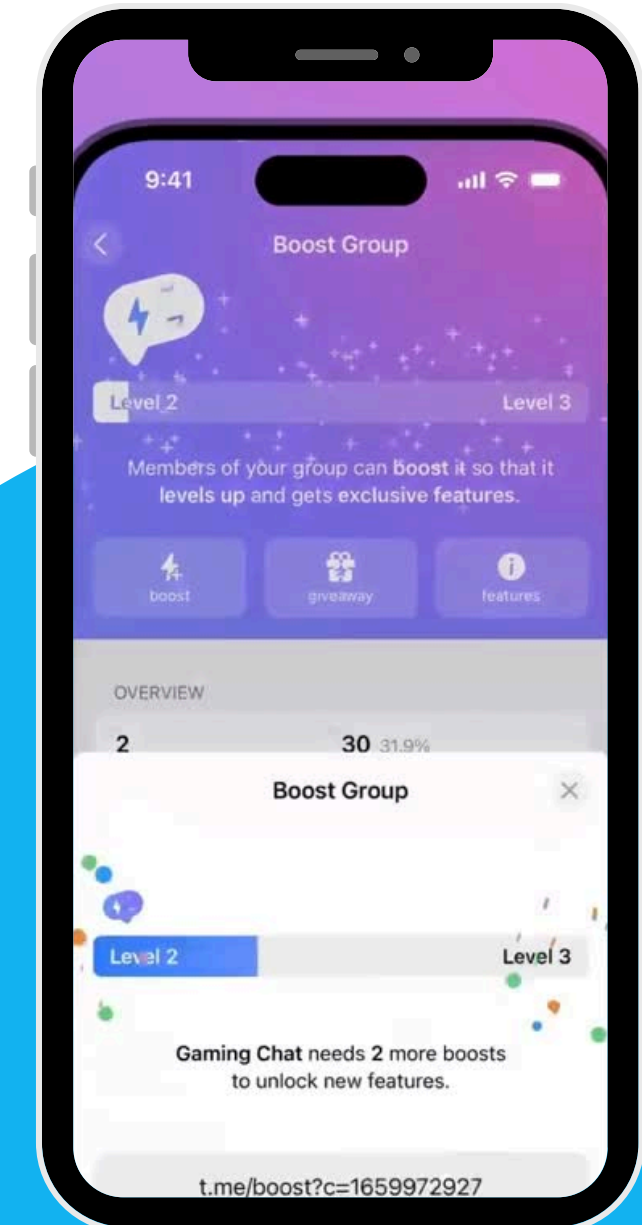 9:41
Boost Group
Level 2
Level 3
Members of your group can boost it so that it
levels up and gets exclusive features.
boost
giveaway
features
OVERVIEW
2
30 31.9%
Boost Group
Level 2
Level 3
Gaming Chat needs 2 more boosts
to unlock new features.
t.me/boost?c=1659972927